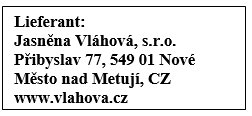 Lieferant:
Jasněna Vláhová, s.r.o.
Přibyslav 77, 549 01 Nové
Město nad Metují, CZ
www.vlahova.cz